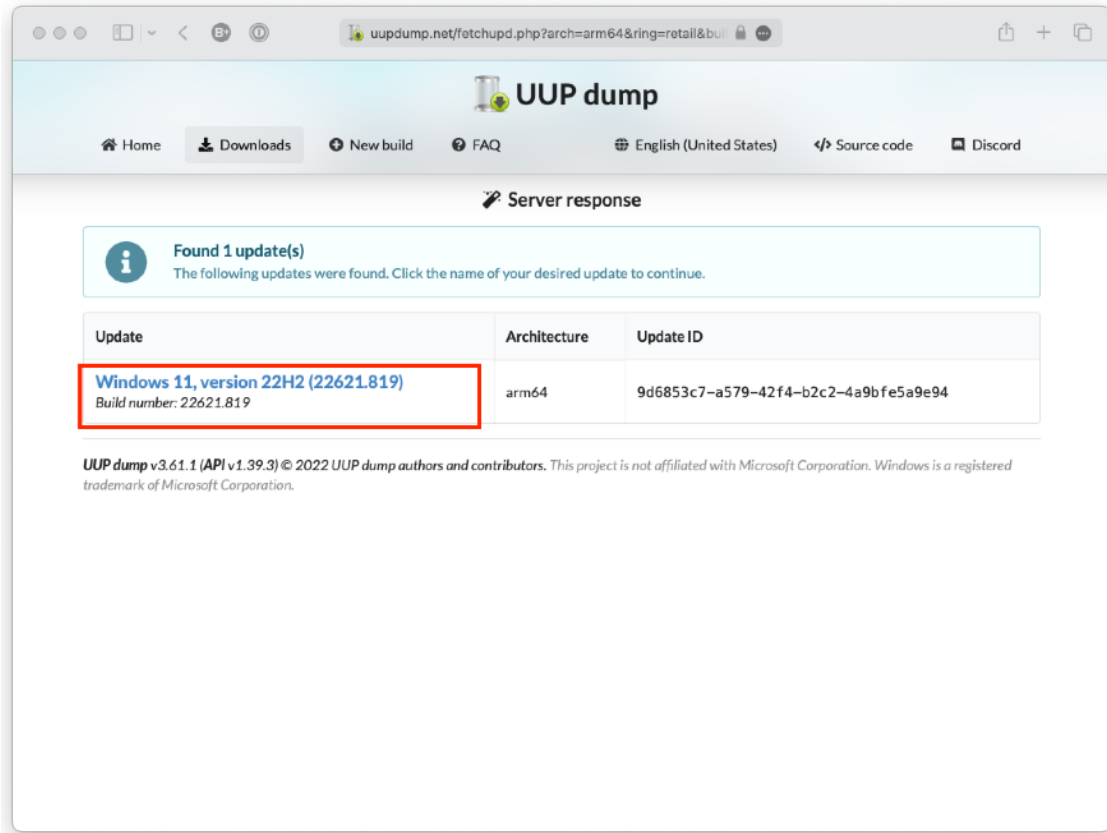 uupdump.net/fetchupd.php?arch=arm64&ring=retail&bui
UUP dump
Home Downloads New build FAQ English (United States) Source code Discord
Server response
Found 1 update(s)
The following updates were found. Click the name of your desired update to continue.
Update Architecture Update ID
Windows 11, version 22H2 (22621.819)
Build number: 22621.819
arm64 9d6853c7-a579-42f4-b2c2-4a9bfe5a9e94
UUP dump v3.61.1 (API v1.39.3) © 2022 UUP dump authors and contributors. This project is not affiliated with Microsoft Corporation. Windows is a registered
trademark of Microsoft Corporation.